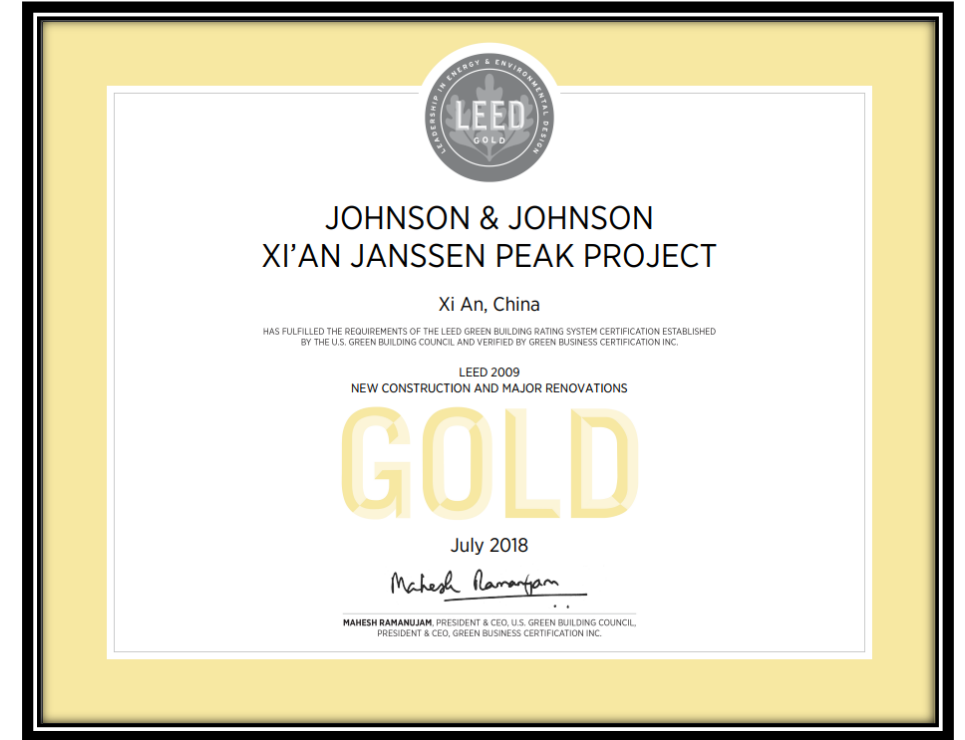 LEADERSHIP IN ENERGY & ENVIRONMENTAL DESIGN
LEED
GOLD
JOHNSON & JOHNSON
XI'AN JANSSEN PEAK PROJECT
Xi An, China
HAS FULFILLED THE REQUIREMENTS OF THE LEED GREEN BUILDING RATING SYSTEM CERTIFICATION ESTABLISHED
BY THE U.S. GREEN BUILDING COUNCIL AND VERIFIED BY GREEN BUSINESS CERTIFICATION INC.
LEED 2009
NEW CONSTRUCTION AND MAJOR RENOVATIONS
GOLD
July 2018
Mahesh Ramanujam
MAHESH RAMANUJAM, PRESIDENT & CEO, U.S. GREEN BUILDING COUNCIL,
PRESIDENT & CEO, GREEN BUSINESS CERTIFICATION INC.